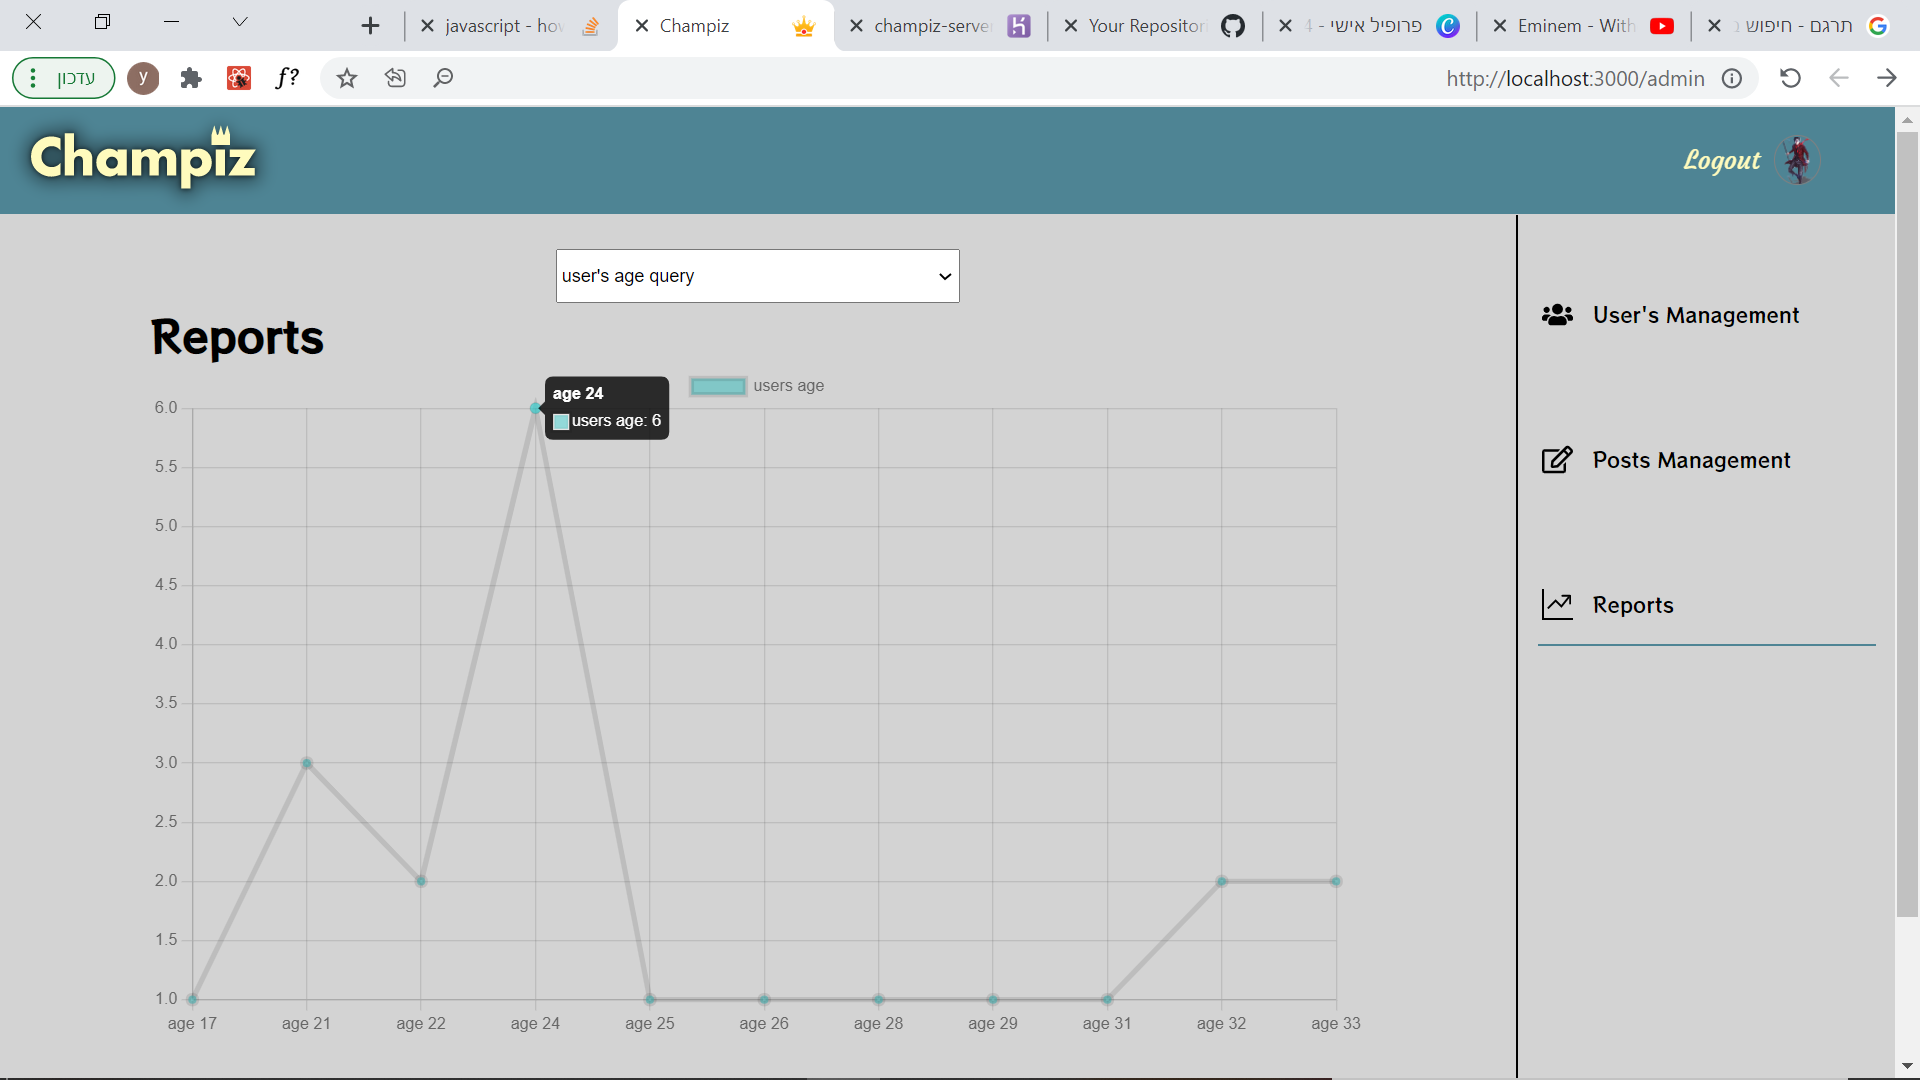 javascript - how
Champiz
champiz-serve
Your Repositor
פרופיל אישי - 4
Eminem - With
תרגם - חיפוש ב
עדכון
y
f?
http://localhost:3000/admin
Champiz
Logout
user's age query
Reports
users age
age 24
users age: 6
6.0
5.5
5.0
4.5
4.0
3.5
3.0
2.5
2.0
1.5
1.0
age 17 age 21 age 22 age 24 age 25 age 26 age 28 age 29 age 31 age 32 age 33
User's Management
Posts Management
Reports